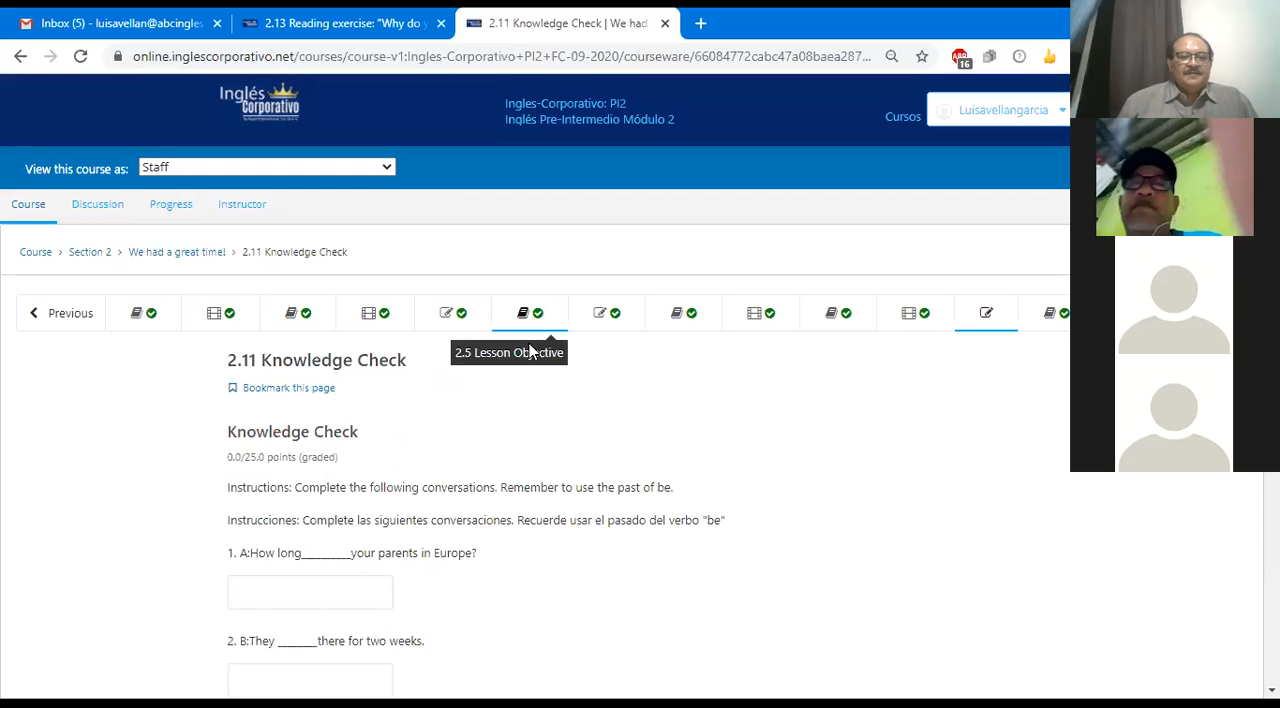 Inbox (5) - luisavellan@abcingles
2.13 Reading exercise: "Why do y
2.11 Knowledge Check | We had
online.inglescorporativo.net/courses/course-v1:Ingles-Corporativo+PI2+FC-09-2020/courseware/66084772cabc47a08baea287...
16
Inglés
Corporativo
Ingles-Corporativo: PI2
Inglés Pre-Intermedio Módulo 2
Cursos
Luisavellangarcia
View this course as:
Staff
Course
Discussion
Progress
Instructor
Course > Section 2 > We had a great time! > 2.11 Knowledge Check
Previous
2.5 Lesson Objective
2.11 Knowledge Check
Bookmark this page
Knowledge Check
0.0/25.0 points (graded)
Instructions: Complete the following conversations. Remember to use the past of be.
Instrucciones: Complete las siguientes conversaciones. Recuerde usar el pasado del verbo "be"
1. A:How long_________your parents in Europe?
2. B:They _______there for two weeks.